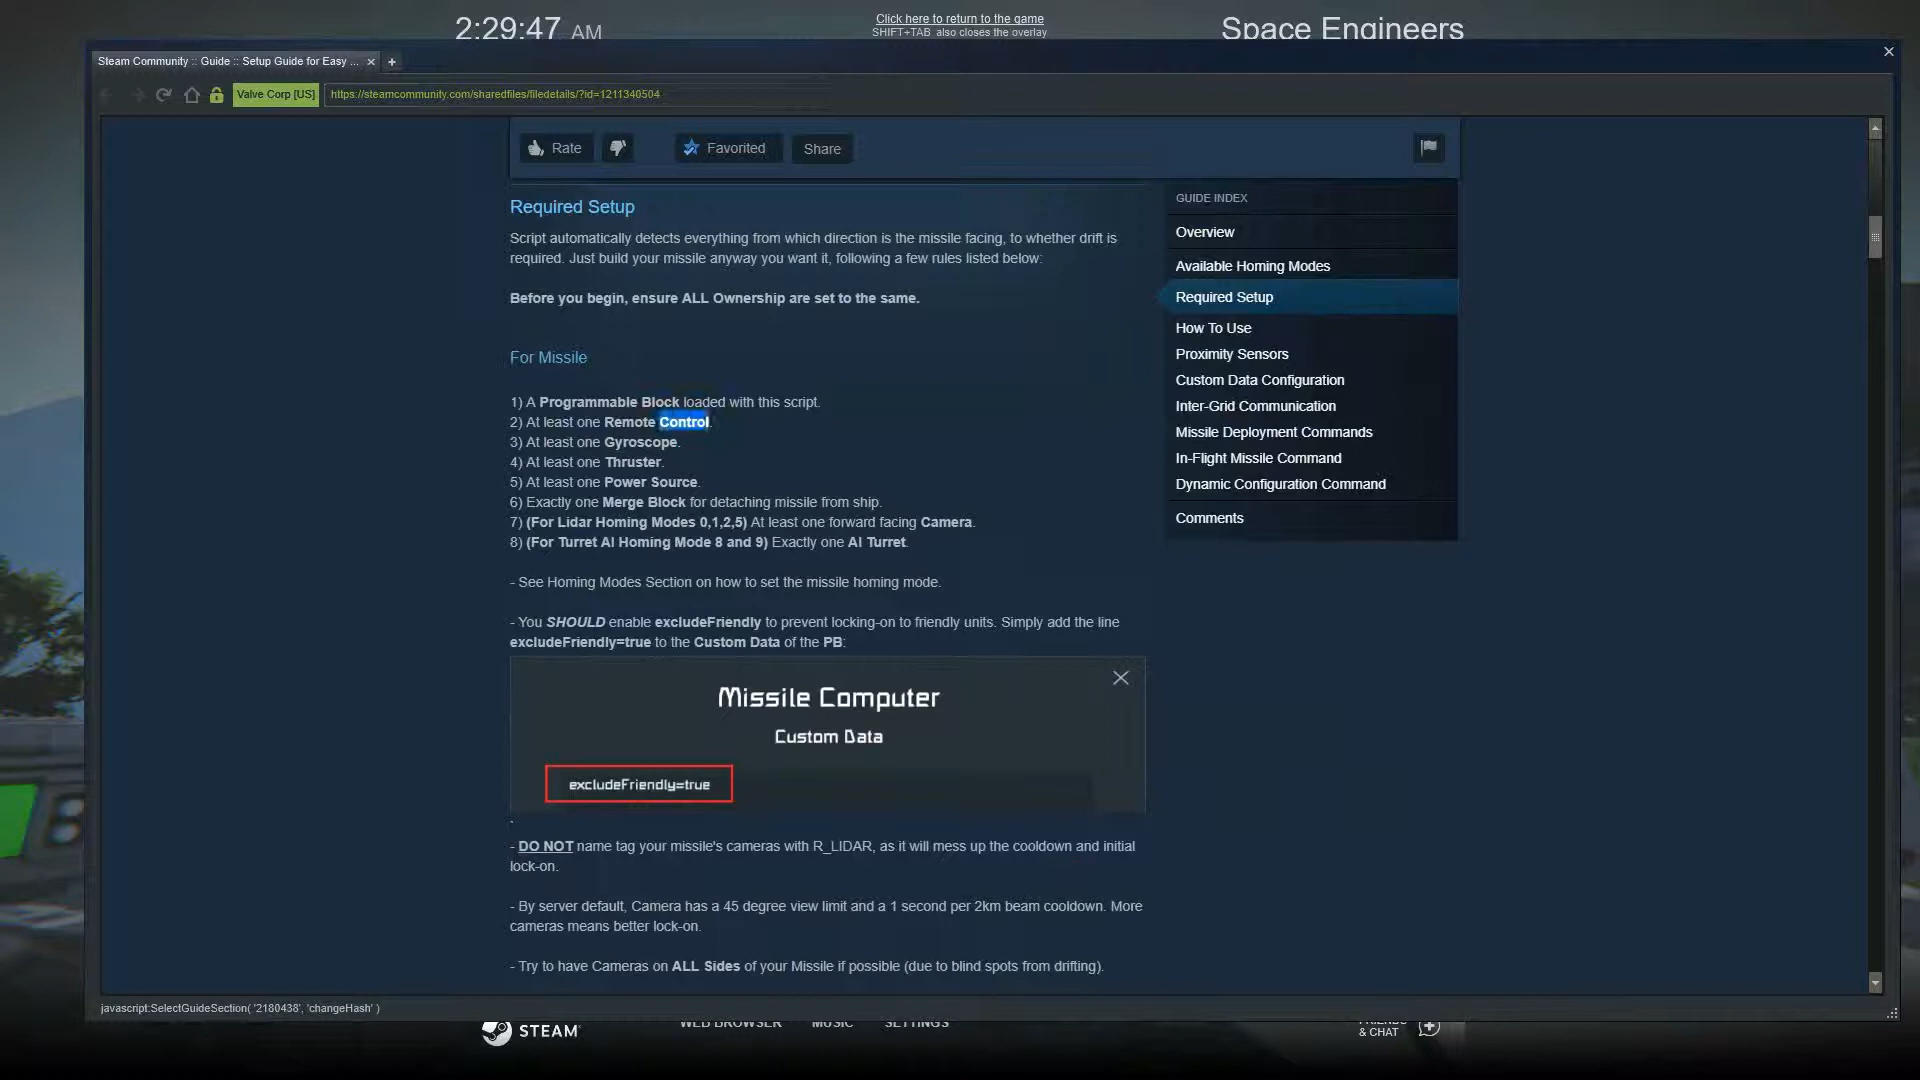 2:29:47 AM
Click here to return to the game
SHIFT+TAB also closes the overlay
Space Engineers
Steam Community :: Guide :: Setup Guide for Easy ...
Valve Corp [US]
https://steamcommunity.com/sharedfiles/filedetails/?id=1211340504
Rate
Favorited
Share
Required Setup
Script automatically detects everything from which direction is the missile facing, to whether drift is
required. Just build your missile anyway you want it, following a few rules listed below:
Before you begin, ensure ALL Ownership are set to the same.
For Missile
1) A Programmable Block loaded with this script.
2) At least one Remote Control.
3) At least one Gyroscope.
4) At least one Thruster.
5) At least one Power Source.
6) Exactly one Merge Block for detaching missile from ship.
7) (For Lidar Homing Modes 0,1,2,5) At least one forward facing Camera.
8) (For Turret AI Homing Mode 8 and 9) Exactly one AI Turret.
- See Homing Modes Section on how to set the missile homing mode.
- You SHOULD enable excludeFriendly to prevent locking-on to friendly units. Simply add the line
excludeFriendly=true to the Custom Data of the PB:
Missile Computer
Custom Data
excludeFriendly=true
- DO NOT name tag your missile's cameras with R_LIDAR, as it will mess up the cooldown and initial
lock-on.
- By server default, Camera has a 45 degree view limit and a 1 second per 2km beam cooldown. More
cameras means better lock-on.
- Try to have Cameras on ALL Sides of your Missile if possible (due to blind spots from drifting).
GUIDE INDEX
Overview
Available Homing Modes
Required Setup
How To Use
Proximity Sensors
Custom Data Configuration
Inter-Grid Communication
Missile Deployment Commands
In-Flight Missile Command
Dynamic Configuration Command
Comments
javascript:SelectGuideSection( '2180438', 'changeHash' )
STEAM
WEB BROWSER
MUSIC
SETTINGS
FRIENDS
& CHAT